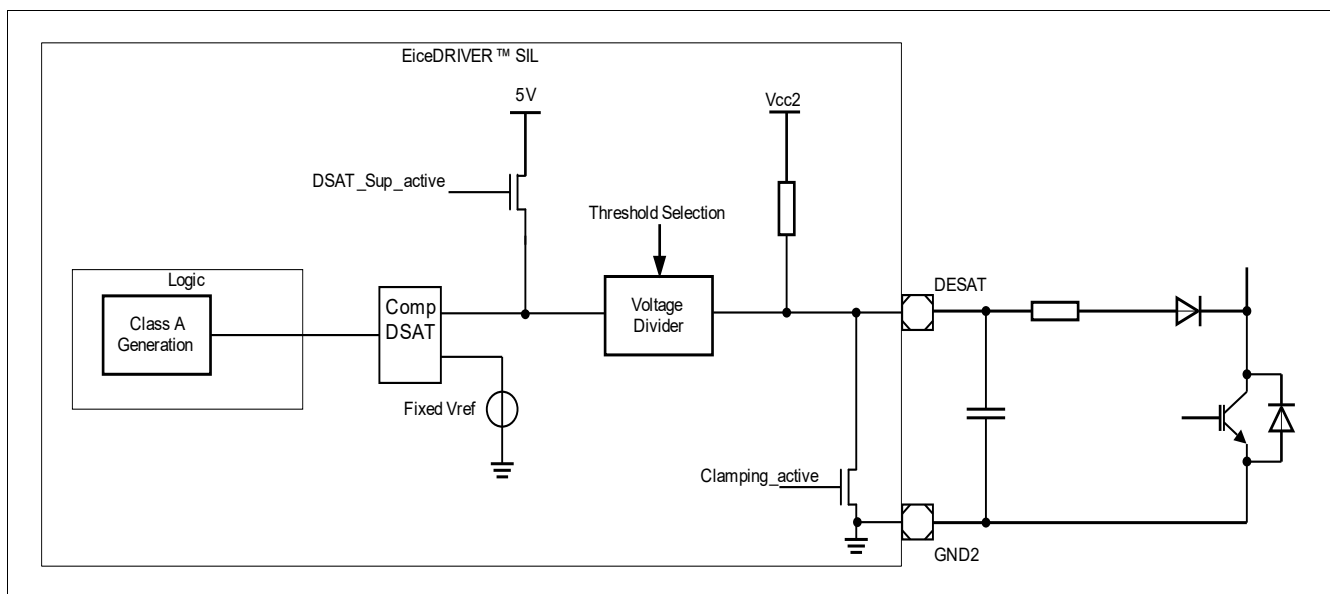 EiceDRIVER™ SIL
5V
Vcc2
DSAT_Sup_active
Threshold Selection
Logic
Class A
Generation
Comp
DSAT
Voltage
Divider
DESAT
Fixed Vref
Clamping_active
GND2